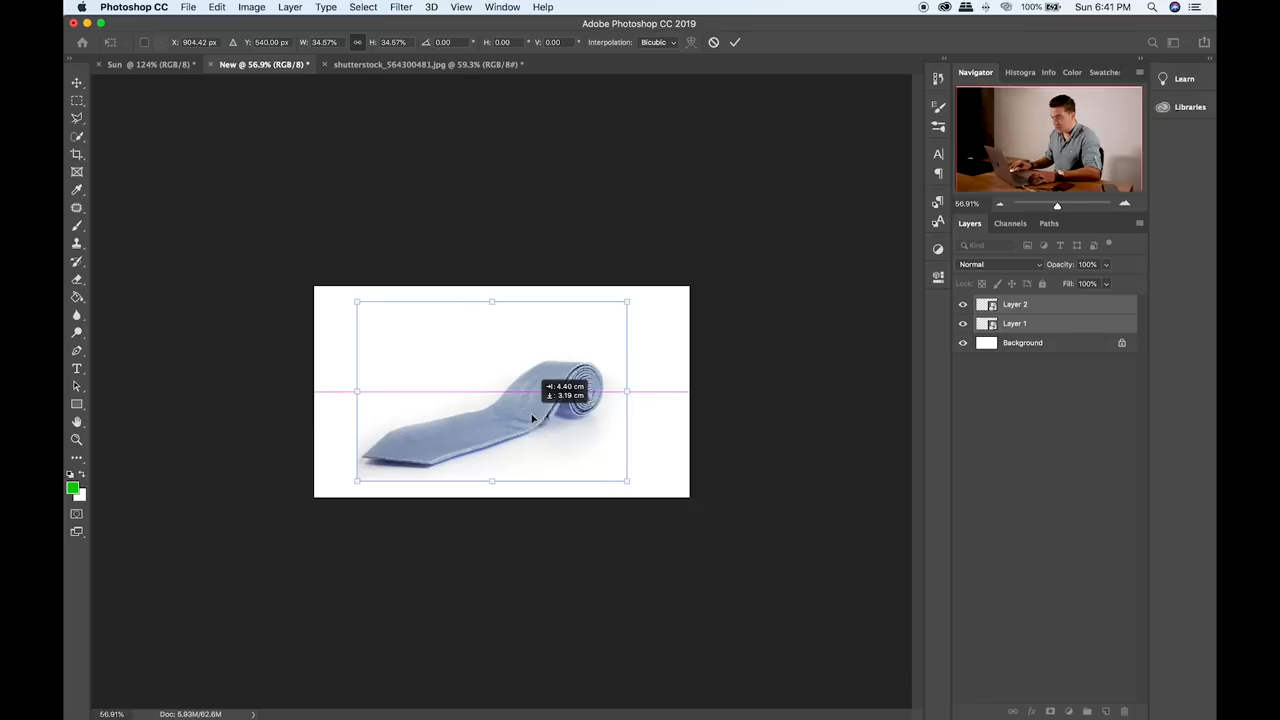 Photoshop CC File Edit Image Layer Type Select Filter 3D View Window Help
100% Sun 6:41 PM
Adobe Photoshop CC 2019
X: 904.42 px Y: 540.00 px W: 34.57% H: 34.57% 0.00 ° H: 0.00 ° V: 0.00 ° Interpolation: Bicubic
Sun @ 124% (RGB/8) * New @ 56.9% (RGB/8) * shutterstock_564300481.jpg @ 59.3% (RGB/8#) *
Navigator Histogra Info Color Swatche
Learn
Libraries
56.91%
Layers Channels Paths
Kind
Normal Opacity: 100%
Lock: Fill: 100%
Layer 2
Layer 1
Background
: 4.40 cm
: 3.19 cm
56.91% Doc: 5.93M/62.6M